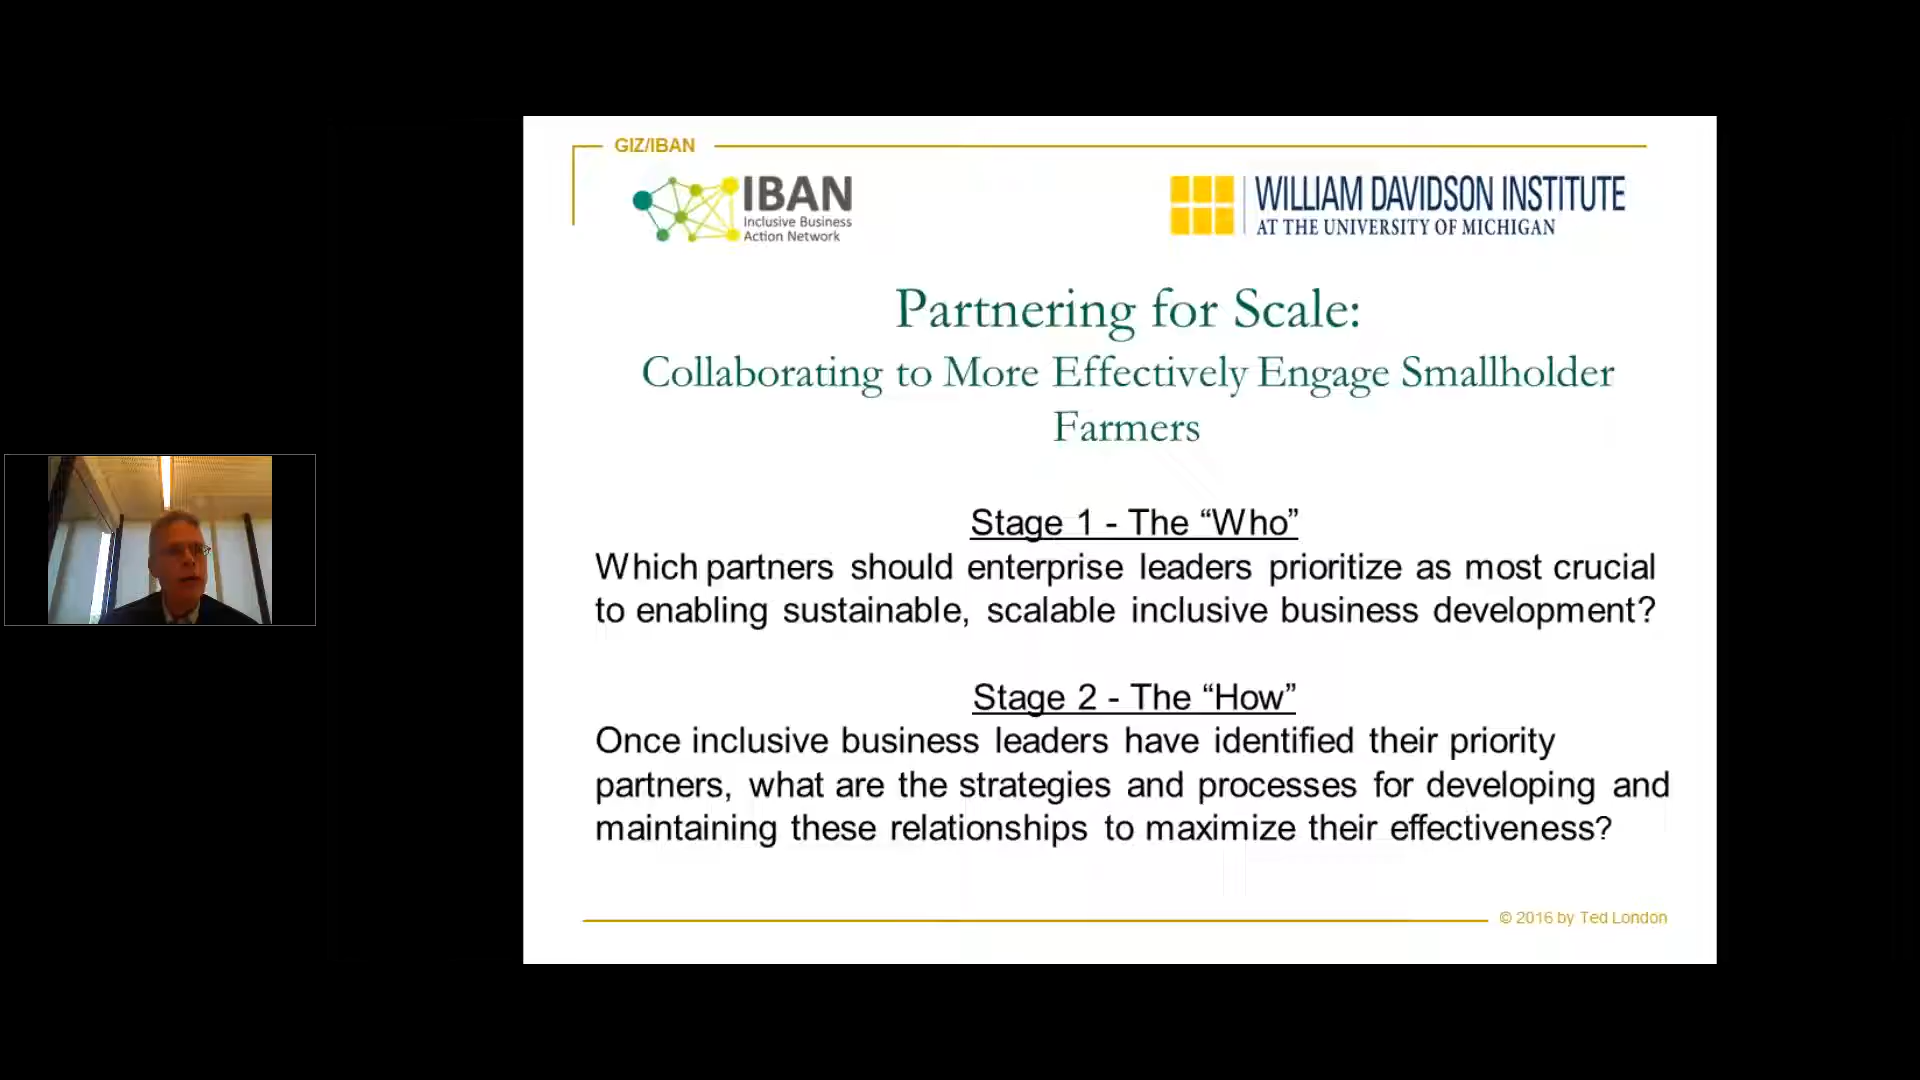 GIZ/IBAN
IBAN
Inclusive Business
Action Network
WILLIAM DAVIDSON INSTITUTE
AT THE UNIVERSITY OF MICHIGAN
Partnering for Scale:
Collaborating to More Effectively Engage Smallholder
Farmers
Stage 1 - The “Who”
Which partners should enterprise leaders prioritize as most crucial
to enabling sustainable, scalable inclusive business development?
Stage 2 - The “How”
Once inclusive business leaders have identified their priority
partners, what are the strategies and processes for developing and
maintaining these relationships to maximize their effectiveness?
© 2016 by Ted London